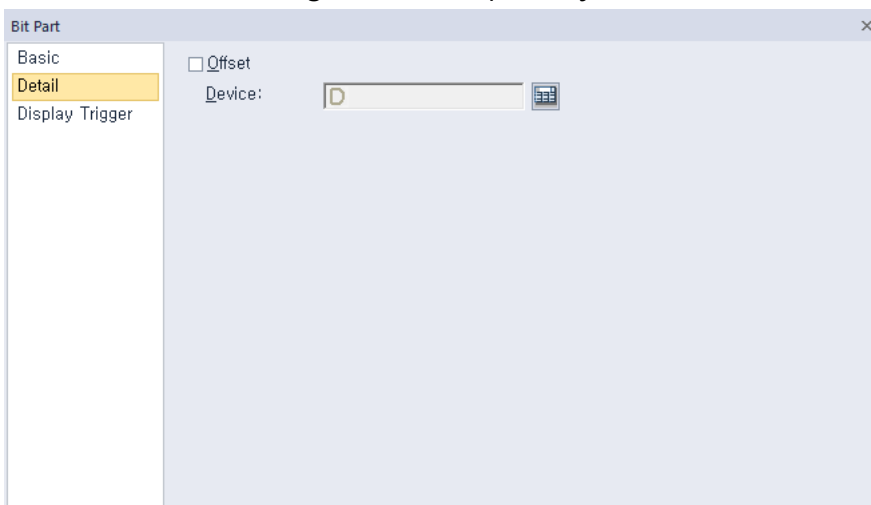 Bit Part
Basic
Detail
Display Trigger
Offset
Device:
D